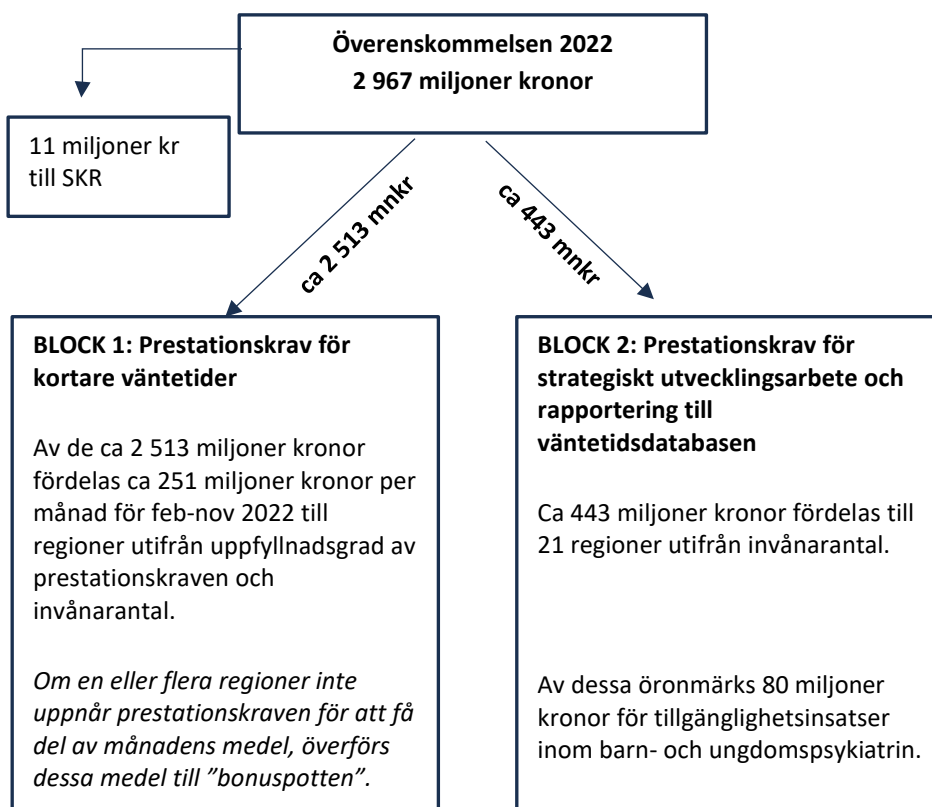 Överenskommelsen 2022
2 967 miljoner kronor
11 miljoner kr
till SKR
ca 2 513 mnkr
ca 443 mnkr
BLOCK 1: Prestationskrav för
kortare väntetider
Av de ca 2 513 miljoner kronor
fördelas ca 251 miljoner kronor per
månad för feb-nov 2022 till
regioner utifrån uppfyllnadsgrad av
prestationskraven och
invånarantal.
Om en eller flera regioner inte
uppnår prestationskraven för att få
del av månadens medel, överförs
dessa medel till ”bonuspotten”.
BLOCK 2: Prestationskrav för
strategiskt utvecklingsarbete och
rapportering till
väntetidsdatabasen
Ca 443 miljoner kronor fördelas till
21 regioner utifrån invånarantal.
Av dessa öronmärks 80 miljoner
kronor för tillgänglighetsinsatser
inom barn- och ungdomspsykiatrin.